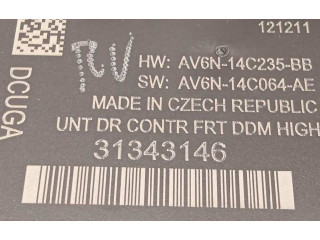 121211
PLV
HW: AV6N-14C235-BB
SW: AV6N-14C064-AE
MADE IN CZECH REPUBLIC
UNT DR CONTR FRT DDM HIGH
31343146
DCUGA